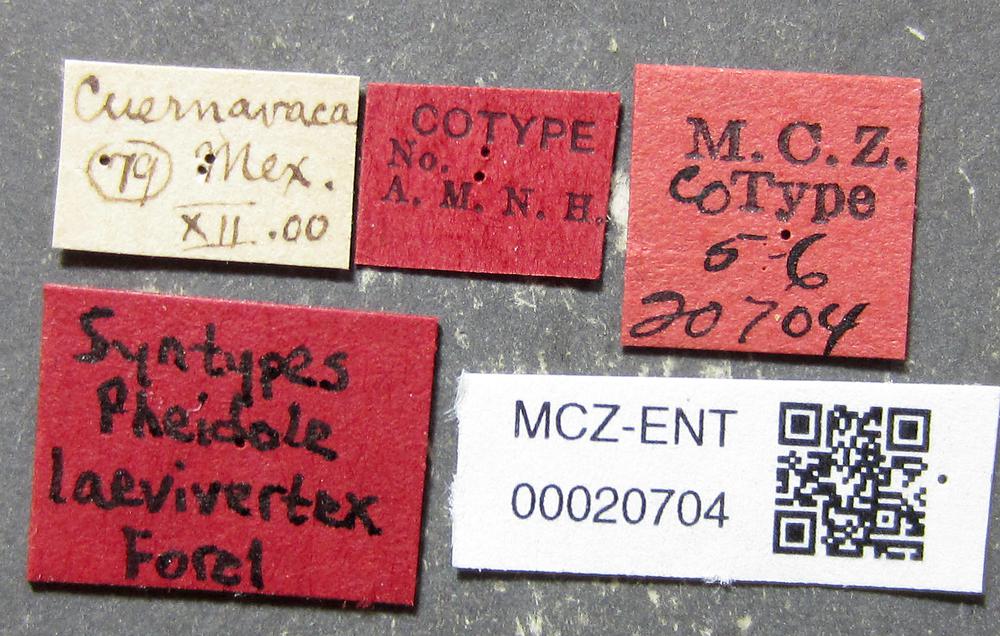 Cuernavaca
79 Mex.
XII.00
COTYPE
No.
A. M. N. H.
M. C. Z.
CoType
5-6
20704
Syntypes
Pheidole
laevivertex
Forel
MCZ-ENT
00020704